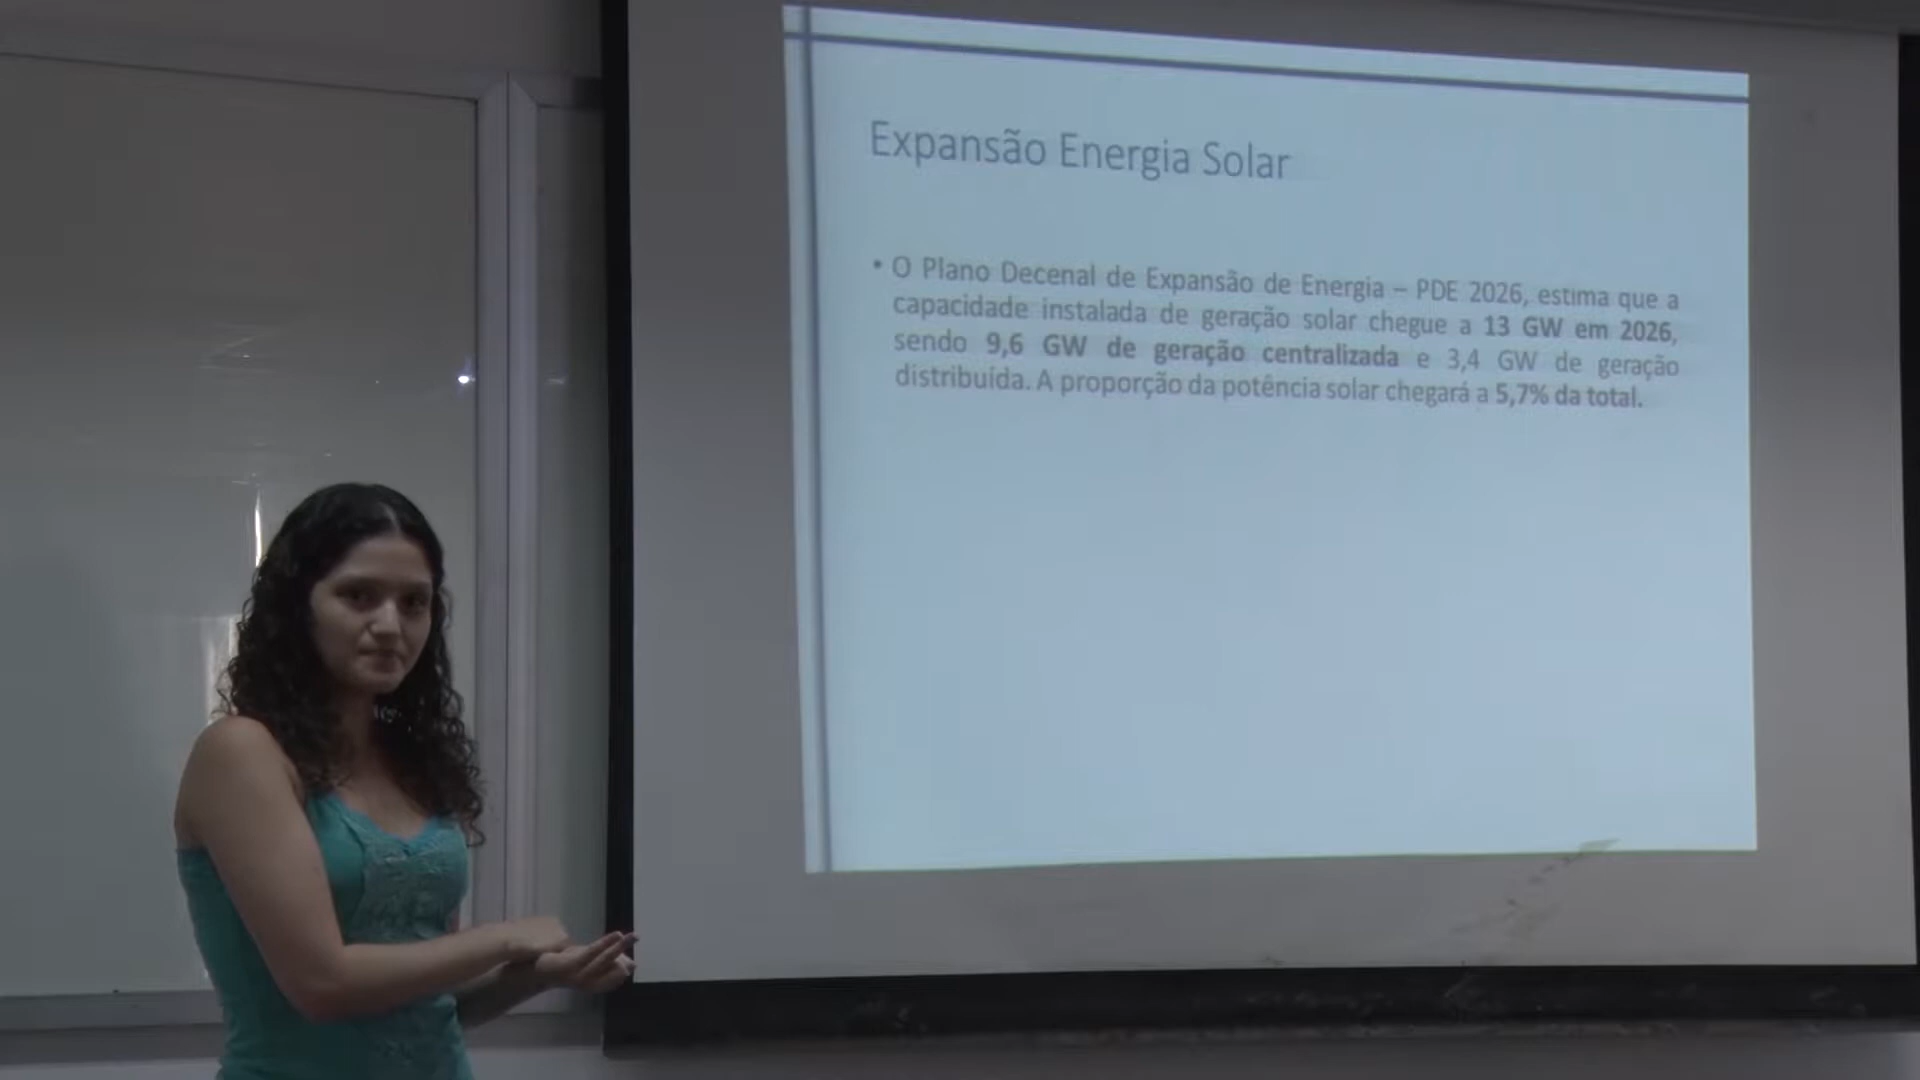 Expansão Energia Solar
• O Plano Decenal de Expansão de Energia – PDE 2026, estima que a
capacidade instalada de geração solar chegue a 13 GW em 2026,
sendo 9,6 GW de geração centralizada e 3,4 GW de geração
distribuída. A proporção da potência solar chegará a 5,7% da total.